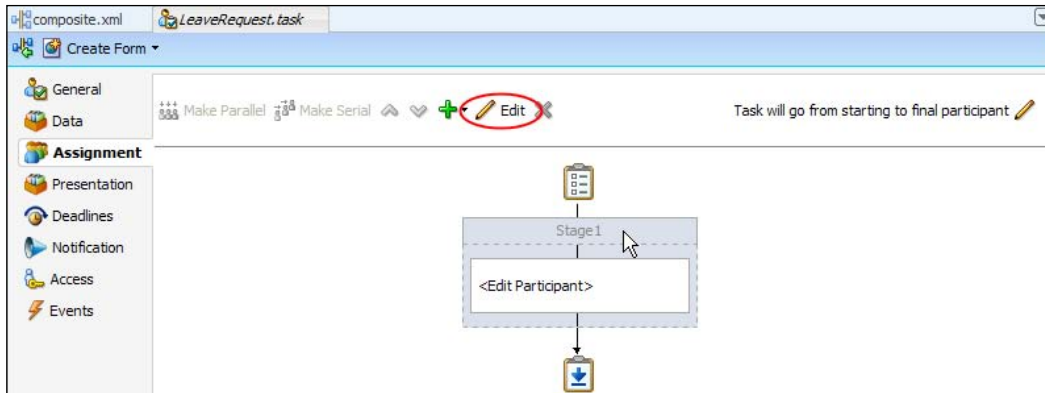 composite.xml LeaveRequest.task
Create Form
General
Data
Assignment
Presentation
Deadlines
Notification
Access
Events
Make Parallel Make Serial Edit Task will go from starting to final participant
Stage1
<Edit Participant>